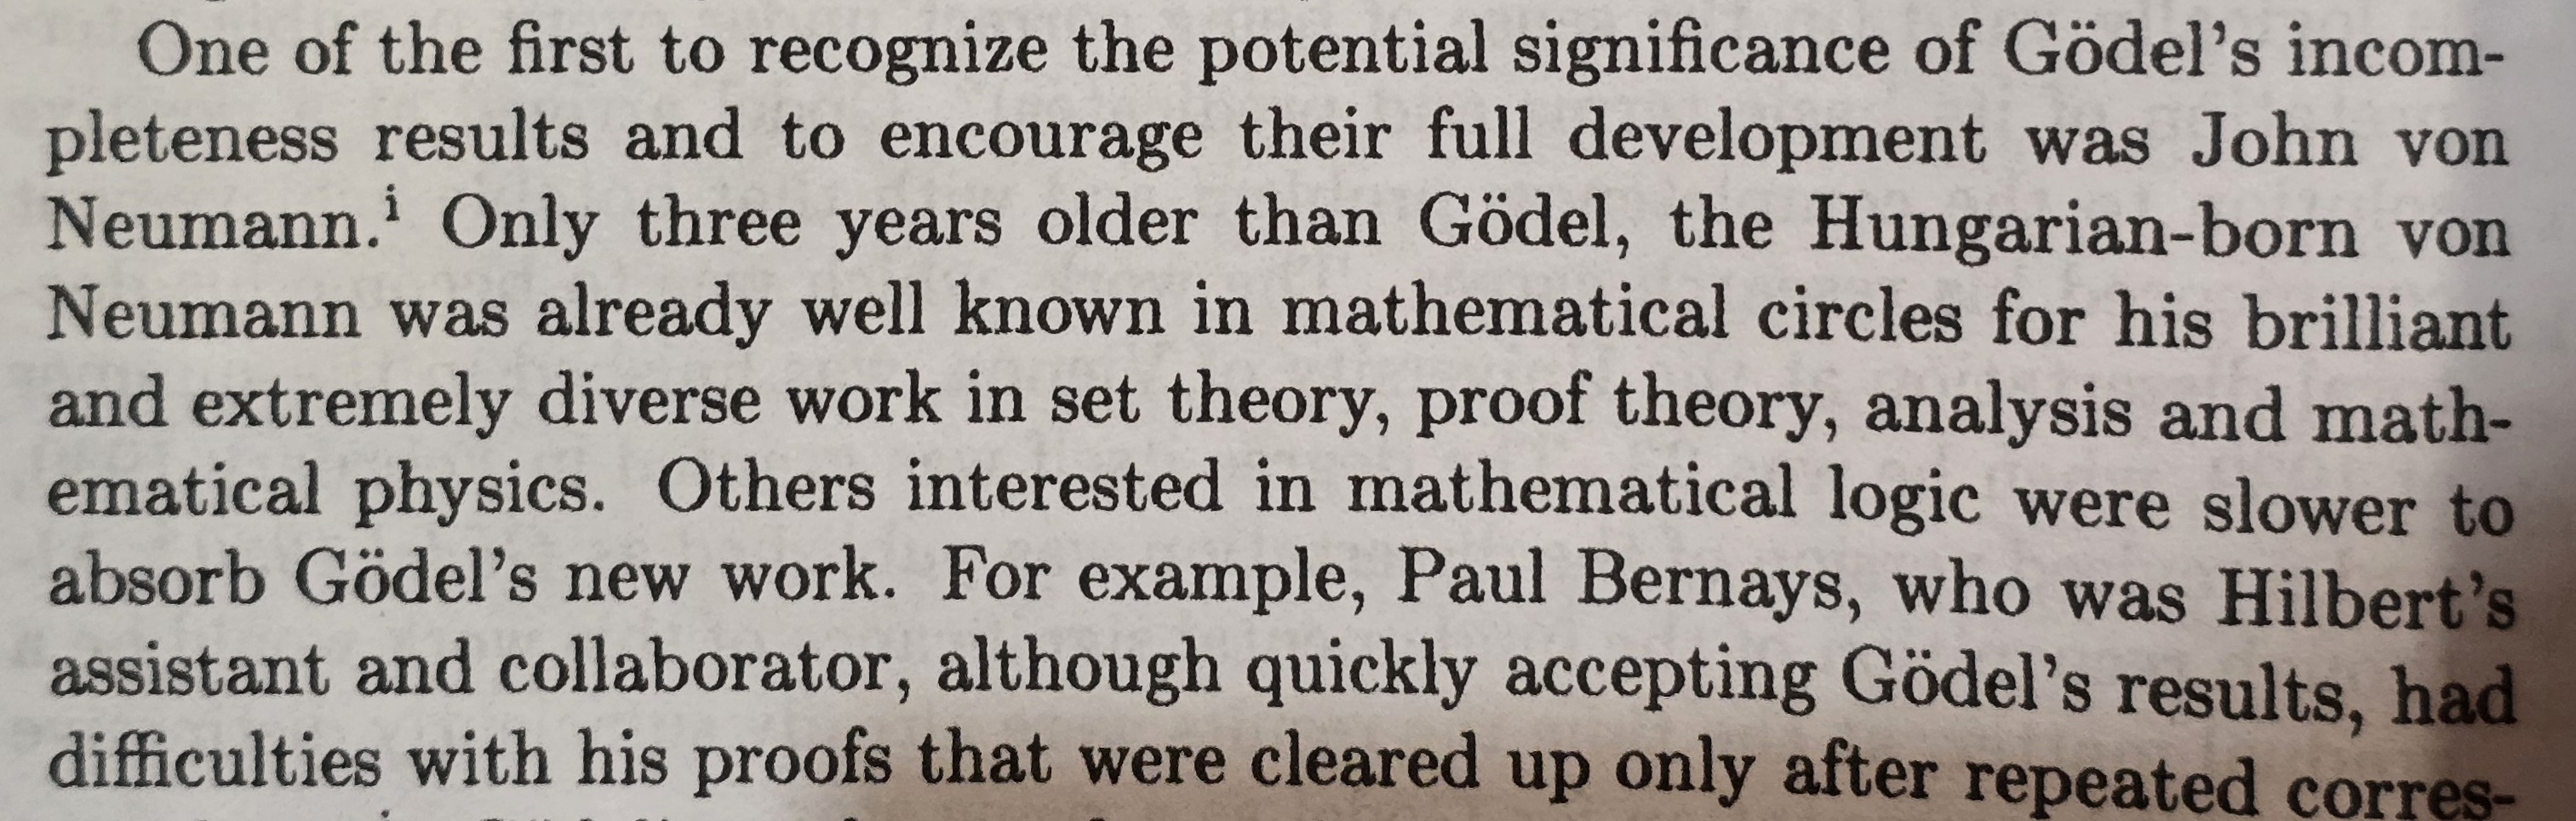 One of the first to recognize the potential significance of Gödel's incom-
pleteness results and to encourage their full development was John von
Neumann.ⁱ Only three years older than Gödel, the Hungarian-born von
Neumann was already well known in mathematical circles for his brilliant
and extremely diverse work in set theory, proof theory, analysis and math-
ematical physics. Others interested in mathematical logic were slower to
absorb Gödel's new work. For example, Paul Bernays, who was Hilbert's
assistant and collaborator, although quickly accepting Gödel's results, had
difficulties with his proofs that were cleared up only after repeated corres-